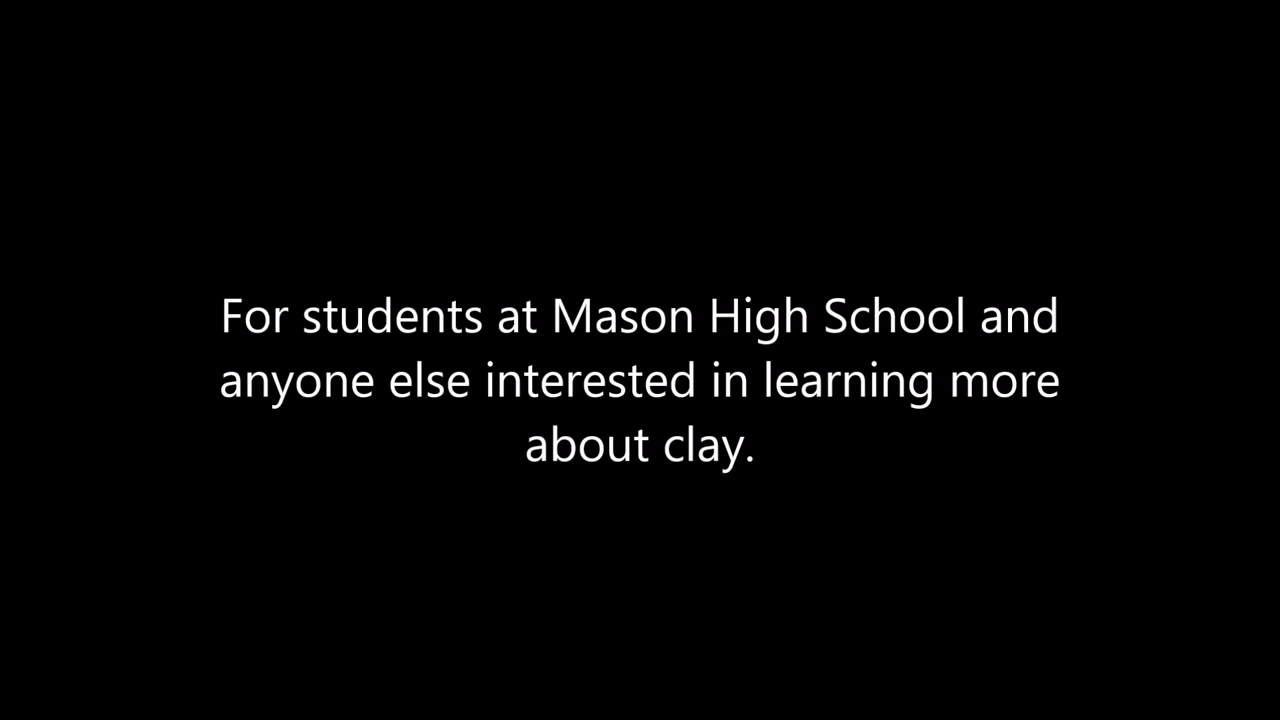 For students at Mason High School and
anyone else interested in learning more
about clay.